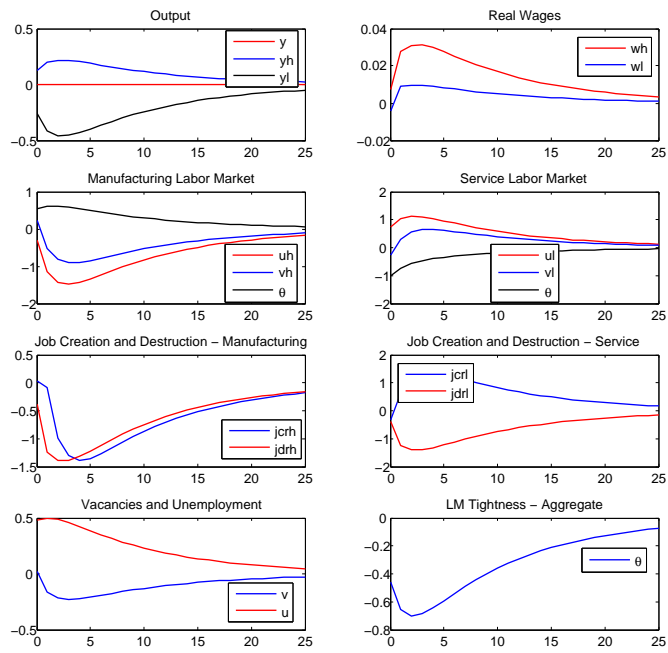 Output
0.5
0
−0.5
0 5 10 15 20 25
y
yh
yl
Real Wages
0.04
0.02
0
−0.02
0 5 10 15 20 25
wh
wl
Manufacturing Labor Market
1
0
−1
−2
0 5 10 15 20 25
uh
vh
θ
Service Labor Market
2
1
0
−1
−2
0 5 10 15 20 25
ul
vl
θ
Job Creation and Destruction − Manufacturing
0.5
0
−0.5
−1.0
−1.5
0 5 10 15 20 25
jcrh
jdrh
Job Creation and Destruction − Service
2
1
0
−1
−2
0 5 10 15 20 25
jcrl
jdrl
Vacancies and Unemployment
0.5
0
−0.5
0 5 10 15 20 25
v
u
LM Tightness − Aggregate
0
−0.2
−0.4
−0.6
−0.8
0 5 10 15 20 25
θ